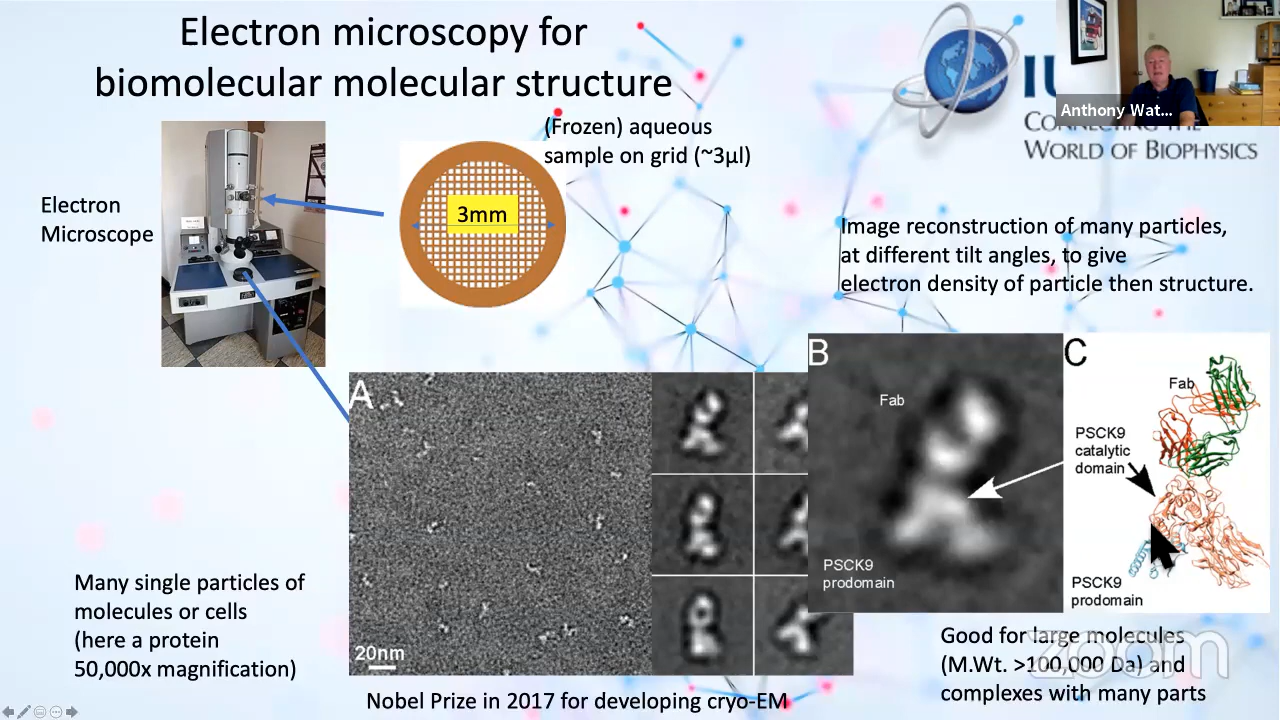 Electron microscopy for
biomolecular molecular structure
Anthony Wat...
CONNECTING THE
WORLD OF BIOPHYSICS
(Frozen) aqueous
sample on grid (~3µl)
Electron
Microscope
3mm
Image reconstruction of many particles,
at different tilt angles, to give
electron density of particle then structure.
A
20nm
B
Fab
PSCK9
prodomain
C
Fab
PSCK9
catalytic
domain
PSCK9
prodomain
Many single particles of
molecules or cells
(here a protein
50,000x magnification)
Good for large molecules
(M.Wt. >100,000 Da) and
complexes with many parts
zoom
Nobel Prize in 2017 for developing cryo-EM